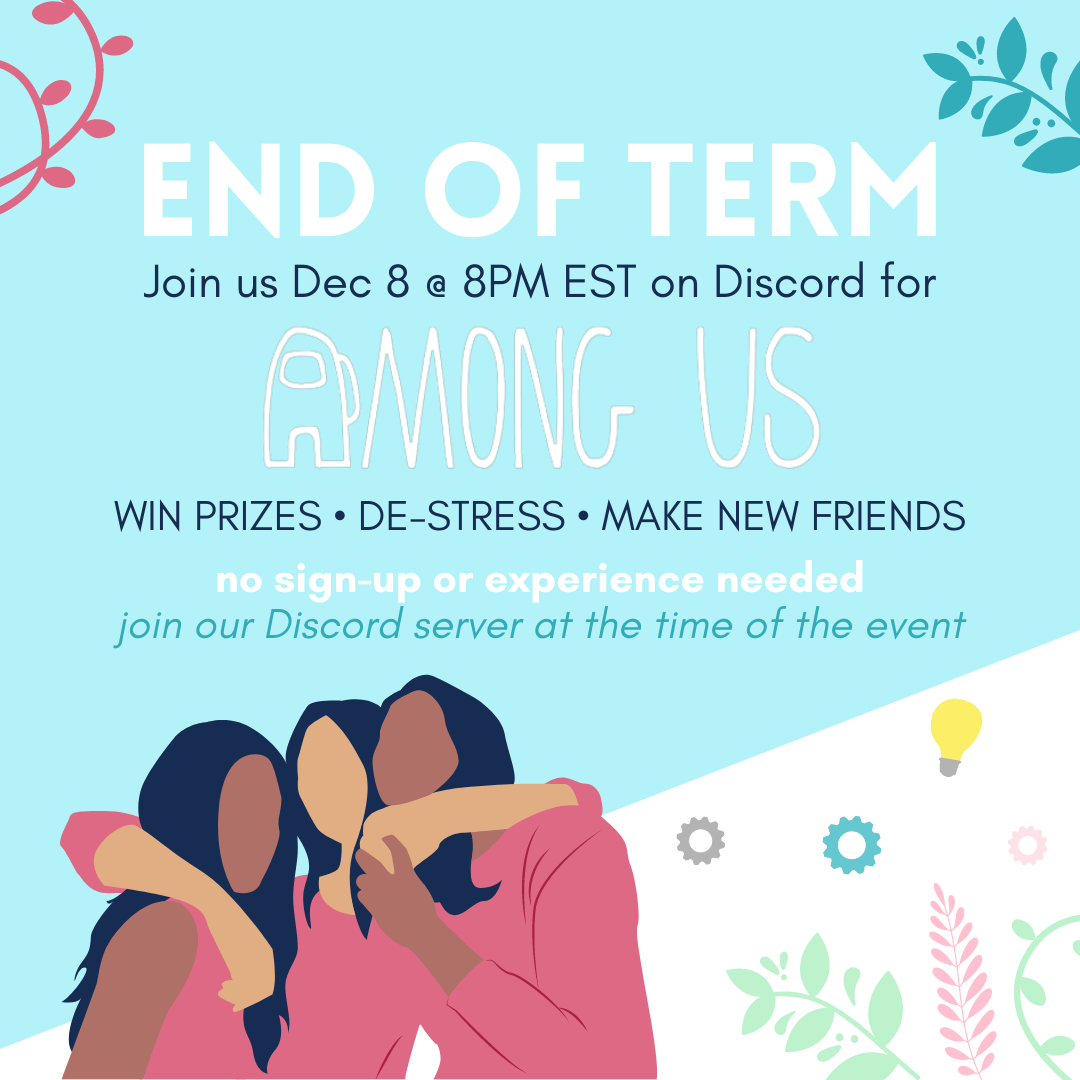 END OF TERM
Join us Dec 8 @ 8PM EST on Discord for
AMONG US
WIN PRIZES • DE-STRESS • MAKE NEW FRIENDS
no sign-up or experience needed
join our Discord server at the time of the event